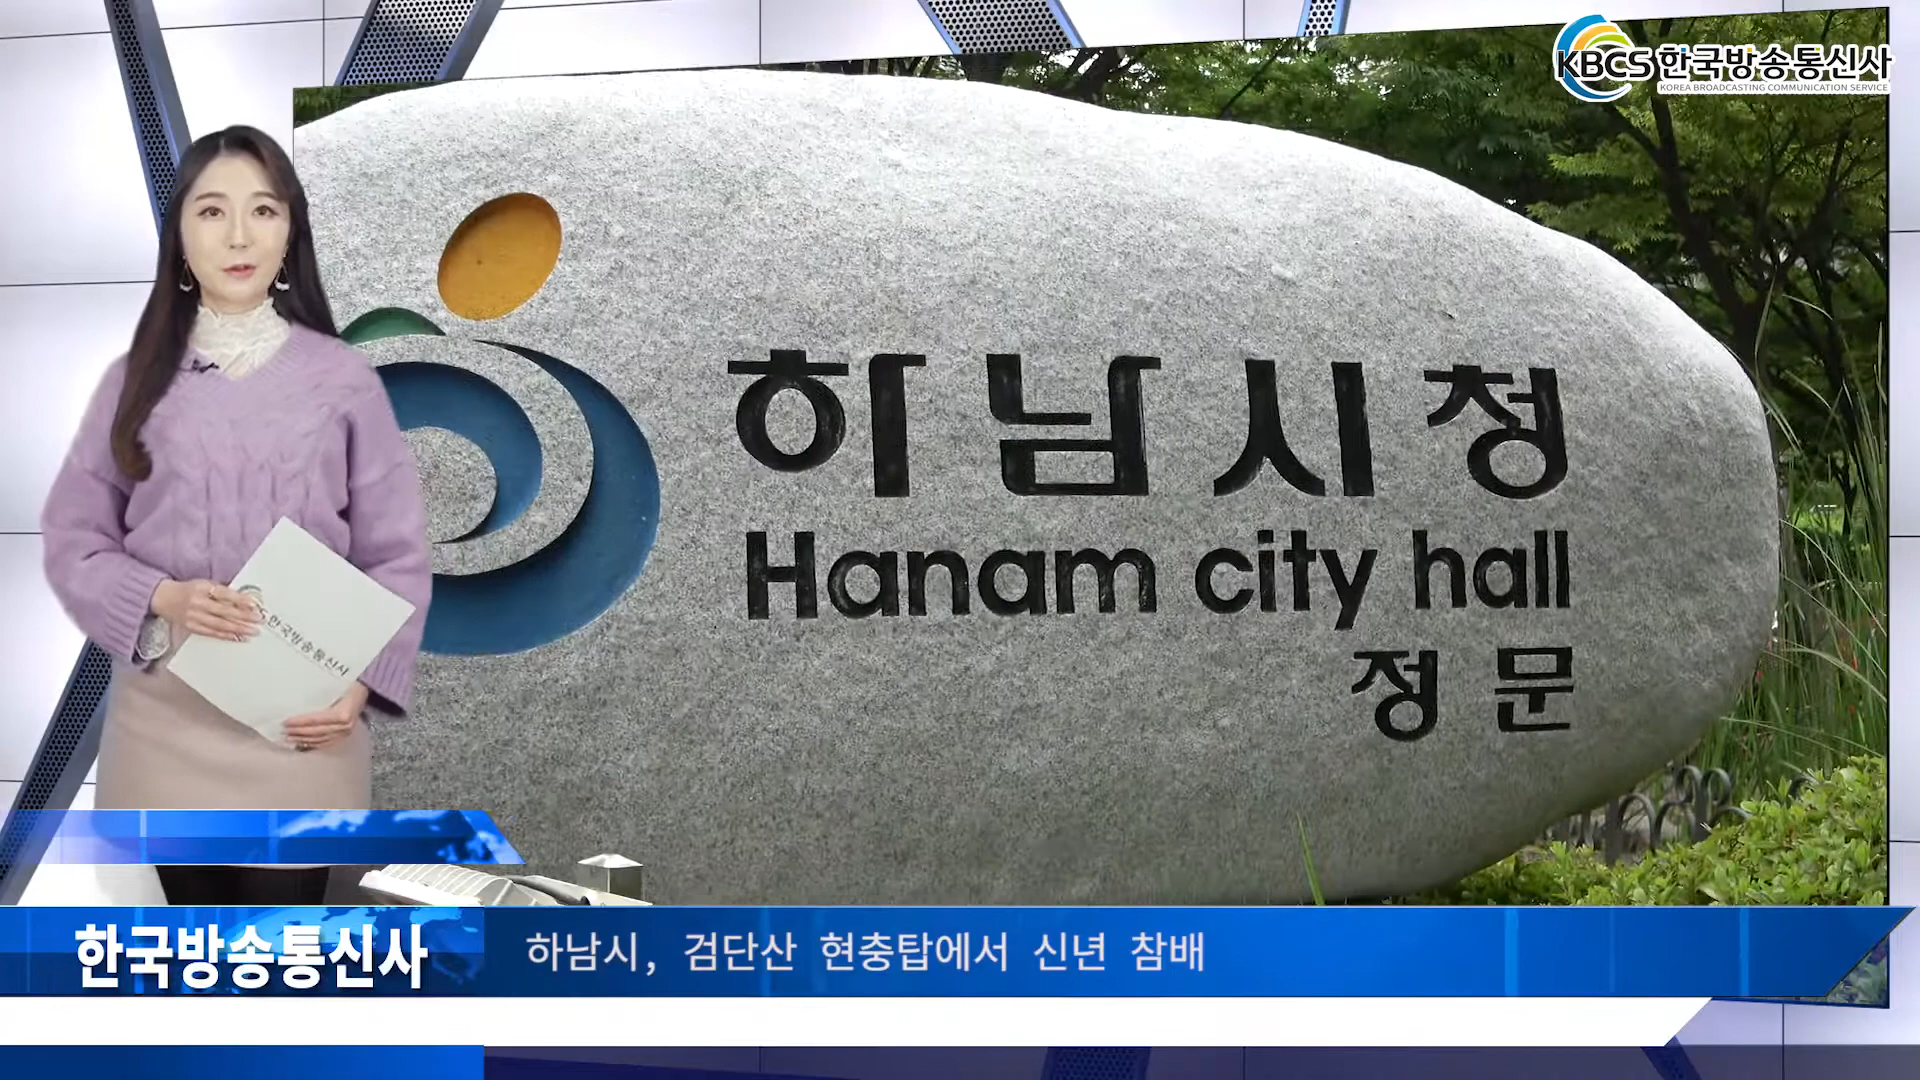 KBCS 한국방송통신사
KOREA BROADCASTING COMMUNICATION SERVICE
하남시청
Hanam city hall
정문
한국방송통신사
한국방송통신사
하남시, 검단산 현충탑에서 신년 참배